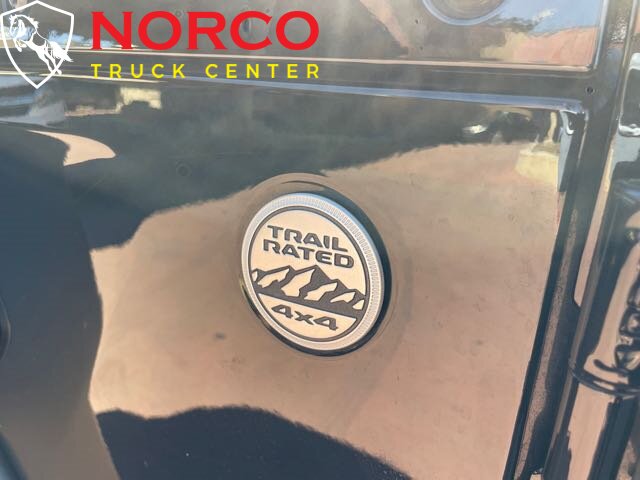 NORCO
TRUCK CENTER
TRAIL
RATED
4x4